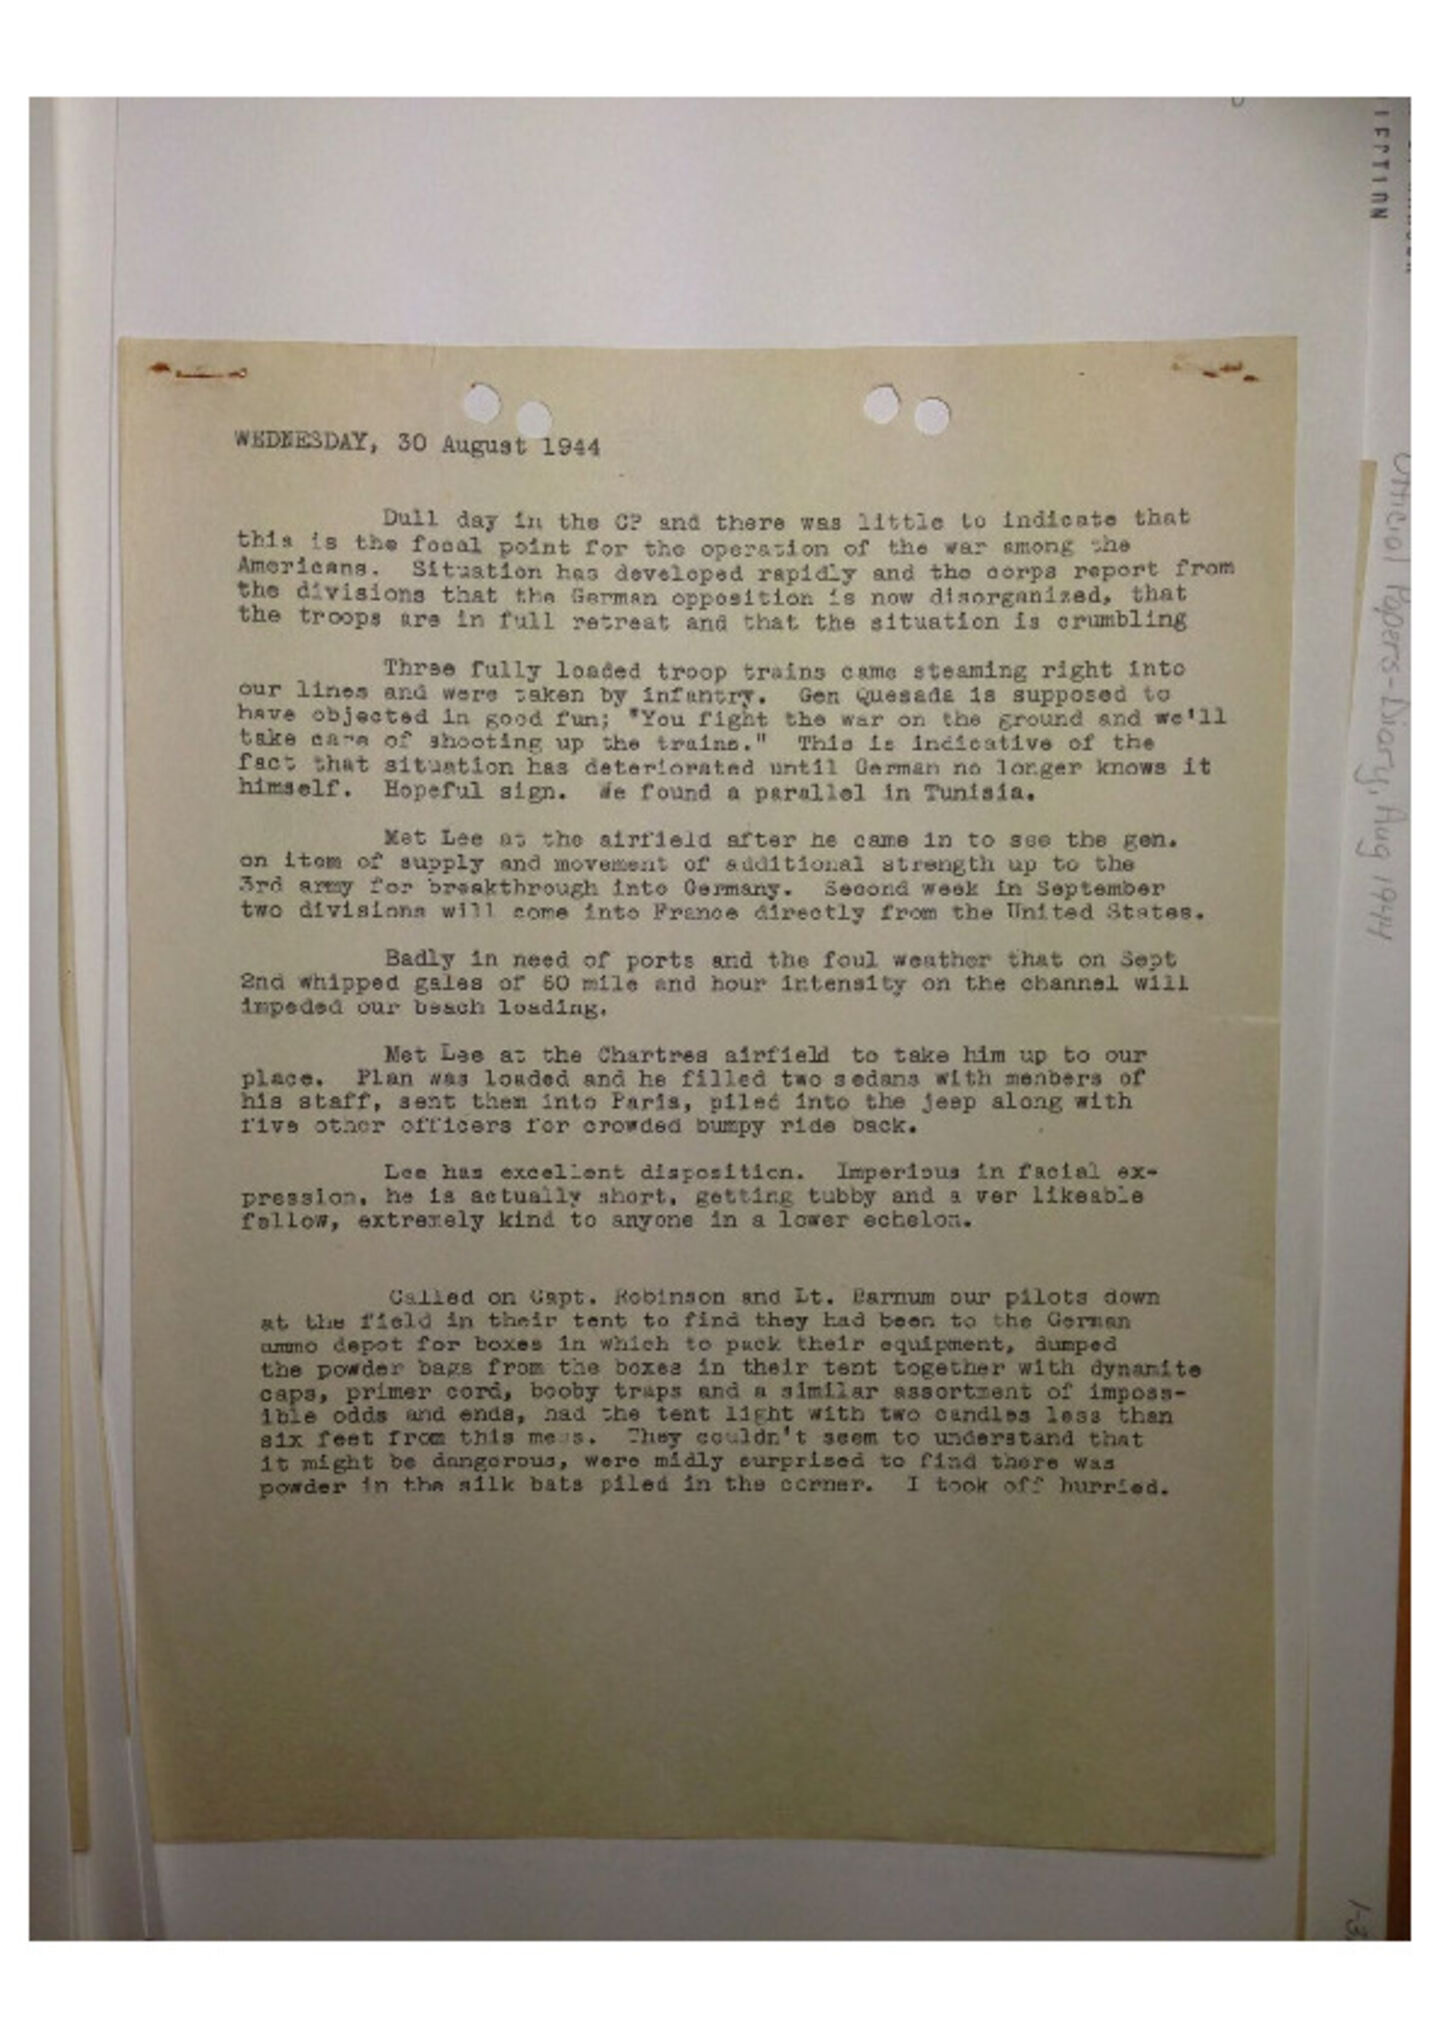 WEDNESDAY, 30 August 1944
Dull day in the CP and there was little to indicate that
this is the focal point for the operation of the war among the
Americans. Situation has developed rapidly and the corps report from
the divisions that the German opposition is now disorganized, that
the troops are in full retreat and that the situation is crumbling
Three fully loaded troop trains came steaming right into
our lines and were taken by infantry. Gen Quesada is supposed to
have objected in good fun; "You fight the war on the ground and we'll
take care of shooting up the trains." This is indicative of the
fact that situation has deteriorated until German no longer knows it
himself. Hopeful sign. We found a parallel in Tunisia.
Met Lee at the airfield after he came in to see the gen.
on item of supply and movement of additional strength up to the
3rd army for breakthrough into Germany. Second week in September
two divisions will come into France directly from the United States.
Badly in need of ports and the foul weather that on Sept
2nd whipped gales of 50 mile and hour intensity on the channel will
impeded our beach loading.
Met Lee at the Chartres airfield to take him up to our
place. Plan was loaded and he filled two sedans with menbers of
his staff, sent them into Paris, piled into the jeep along with
five other officers for crowded bumpy ride back.
Lee has excellent disposition. Imperious in facial ex-
pression, he is actually short, getting tubby and a ver likeable
fellow, extremely kind to anyone in a lower echelon.
Called on Capt. Robinson and Lt. Barnum our pilots down
at the field in their tent to find they had been to the German
ammo depot for boxes in which to pack their equipment, dumped
the powder bags from the boxes in their tent together with dynamite
caps, primer cord, booby traps and a similar assortment of imposs-
ible odds and ends, had the tent light with two candles less than
six feet from this mess. They couldn't seem to understand that
it might be dangerous, were midly surprised to find there was
powder in the silk bats piled in the corner. I took off hurried.
Official Papers-Diary, Aug 1944